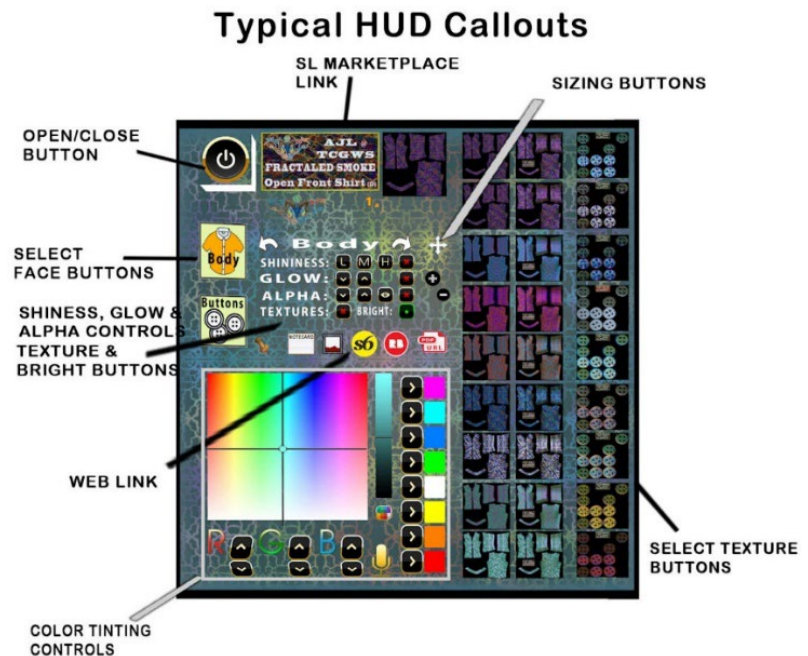 Typical HUD Callouts
SL MARKETPLACE
LINK
SIZING BUTTONS
OPEN/CLOSE
BUTTON
AJL
TCGWS
FRACTALED SMOKE
Open Front Shirt (B)
1.
SELECT
FACE BUTTONS
Body
Body
SHININESS: L M H
GLOW:
ALPHA:
TEXTURES: BRIGHT:
Buttons
SHINESS, GLOW &
ALPHA CONTROLS
TEXTURE &
BRIGHT BUTTONS
NOTECARD
s6
RB
PDF
URL
WEB LINK
R G B
SELECT TEXTURE
BUTTONS
COLOR TINTING
CONTROLS